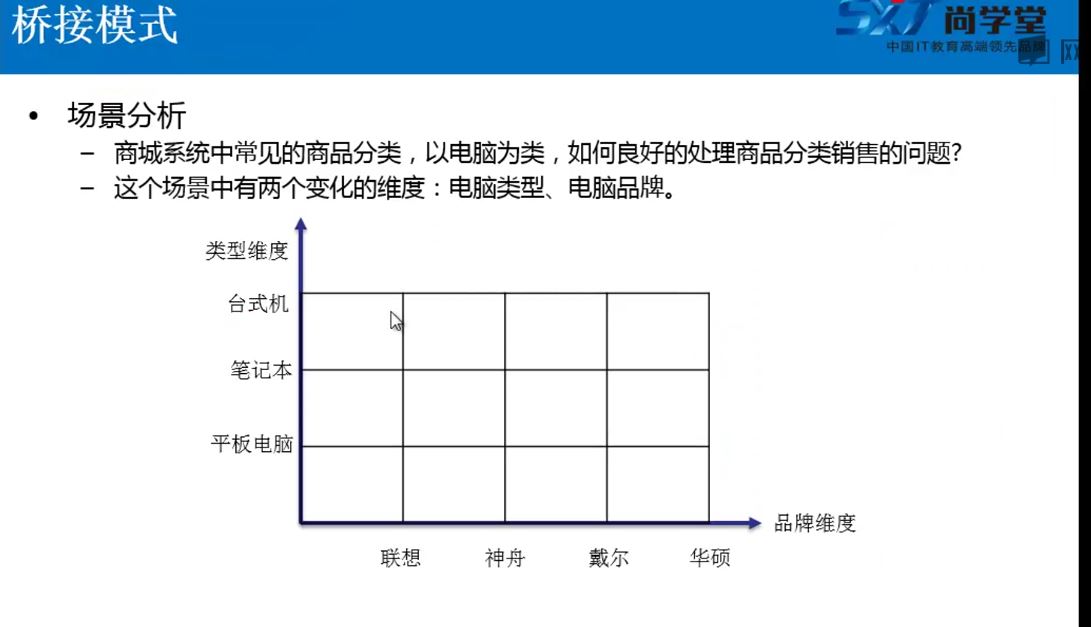 桥接模式
SXT 尚学堂
中国IT教育高端领先品牌
• 场景分析
– 商城系统中常见的商品分类，以电脑为类，如何良好的处理商品分类销售的问题?
– 这个场景中有两个变化的维度：电脑类型、电脑品牌。
类型维度
台式机
笔记本
平板电脑
品牌维度
联想 神舟 戴尔 华硕